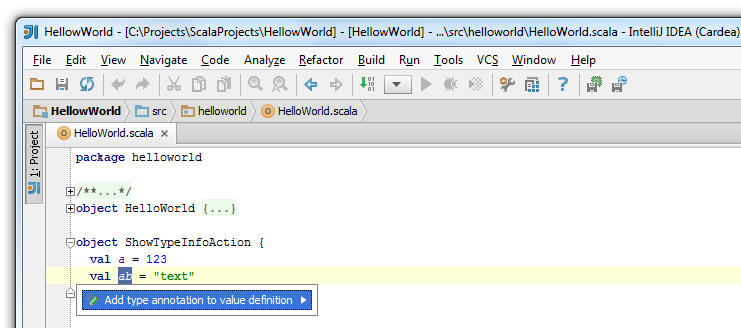 HellowWorld - [C:\Projects\ScalaProjects\HellowWorld] - [HellowWorld] - ...\src\helloworld\HelloWorld.scala - IntelliJ IDEA (Cardea)
File Edit View Navigate Code Analyze Refactor Build Run Tools VCS Window Help
HellowWorld src helloworld HelloWorld.scala
1: Project
HelloWorld.scala
package helloworld
/**...*/
object HelloWorld {...}
object ShowTypeInfoAction {
val a = 123
val ab = "text"
Add type annotation to value definition